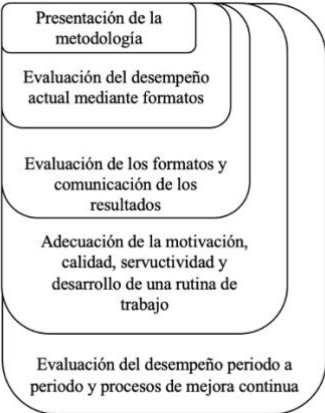 Presentación de la
metodología
Evaluación del desempeño
actual mediante formatos
Evaluación de los formatos y
comunicación de los
resultados
Adecuación de la motivación,
calidad, servuctividad y
desarrollo de una rutina de
trabajo
Evaluación del desempeño periodo a
periodo y procesos de mejora continua